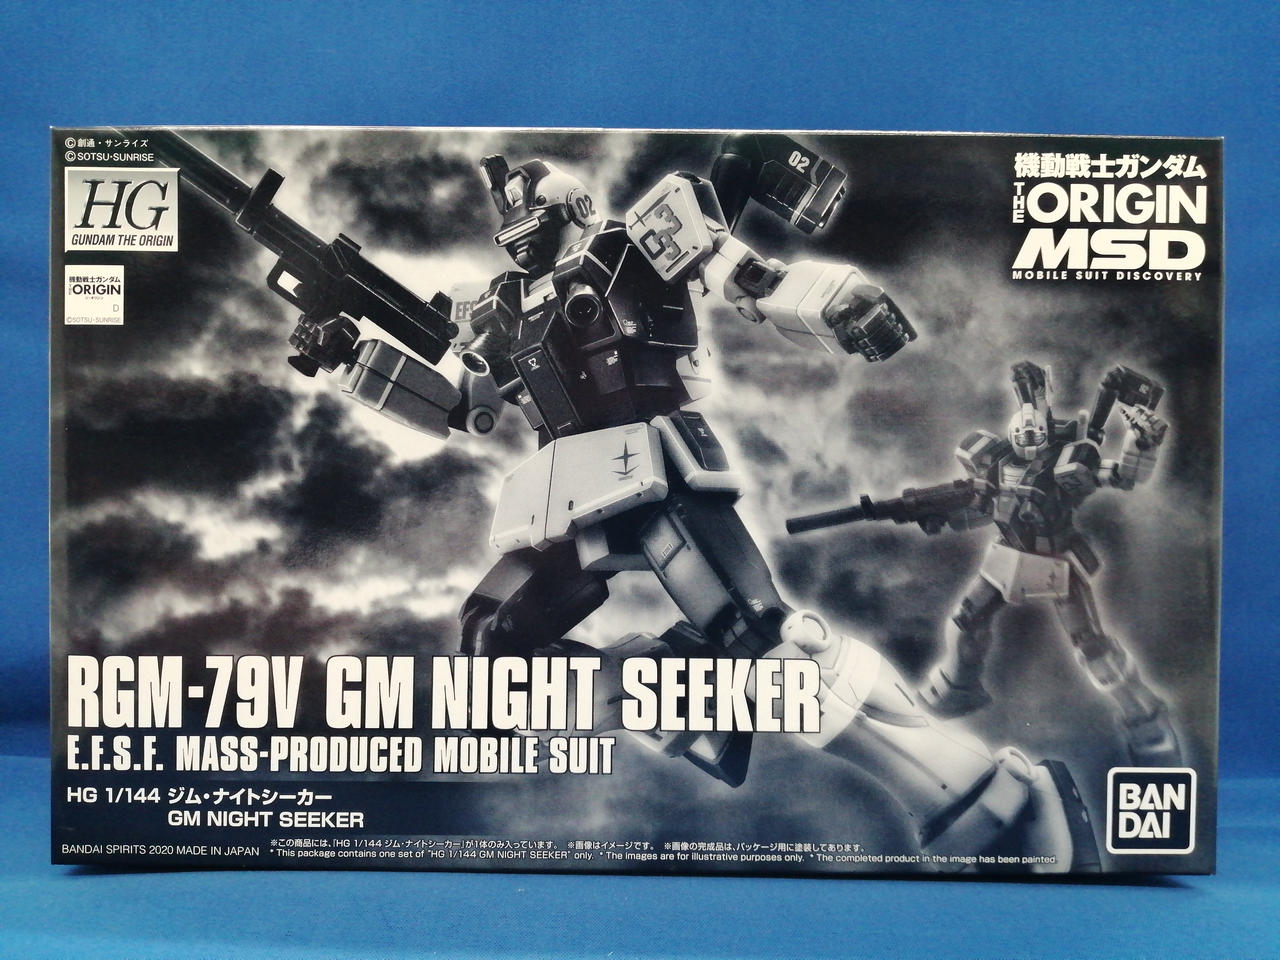 ©創通・サンライズ
©SOTSU・SUNRISE
HG
GUNDAM THE ORIGIN
機動戦士ガンダム
THE ORIGIN
D
©SOTSU・SUNRISE
機動戦士ガンダム
THE ORIGIN
MSD
MOBILE SUIT DISCOVERY
02
02
EFS
RGM-79V GM NIGHT SEEKER
E.F.S.F. MASS-PRODUCED MOBILE SUIT
HG 1/144 ジム・ナイトシーカー
GM NIGHT SEEKER
BANDAI SPIRITS 2020 MADE IN JAPAN
※この商品には、「HG 1/144 ジム・ナイトシーカー」が1体のみ入っています。 ※画像はイメージです。 ※画像の完成品は、パッケージ用に塗装してあります。
* This package contains one set of "HG 1/144 GM NIGHT SEEKER" only. * The images are for illustrative purposes only. * The completed product in the image has been painted.
BAN
DAI